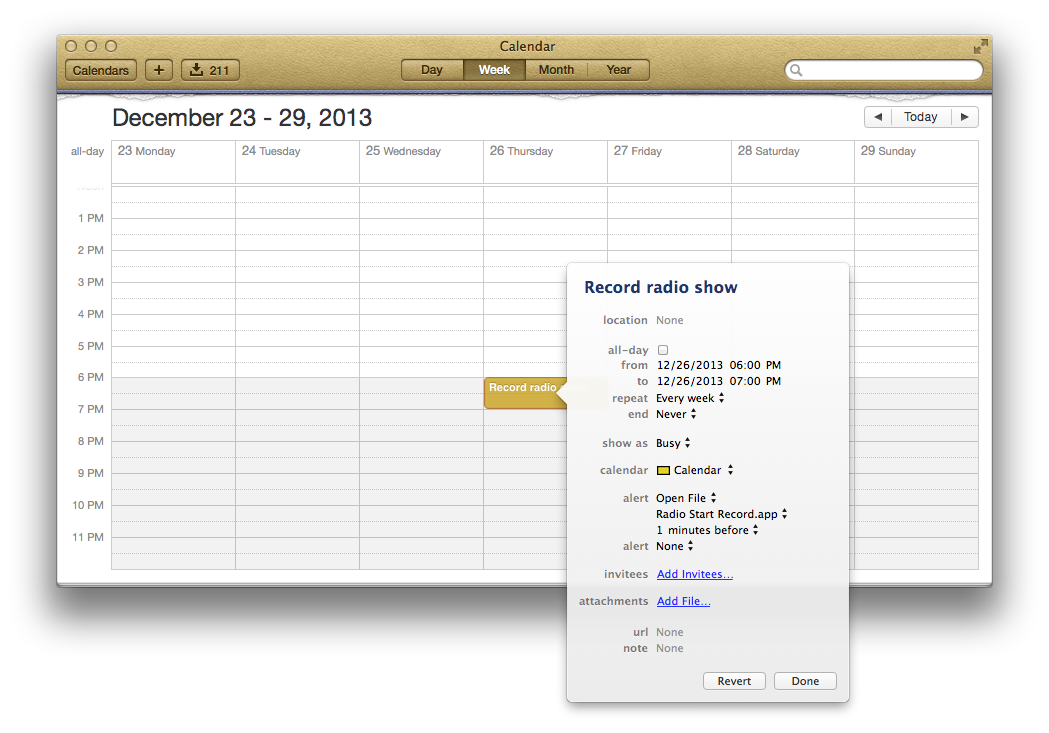 Calendar
Calendars + 211 Day Week Month Year
December 23 - 29, 2013 Today
all-day 23 Monday 24 Tuesday 25 Wednesday 26 Thursday 27 Friday 28 Saturday 29 Sunday
1 PM
2 PM
3 PM
4 PM
5 PM
6 PM
7 PM
8 PM
9 PM
10 PM
11 PM
Record radio
Record radio show
location None
all-day
from 12/26/2013 06:00 PM
to 12/26/2013 07:00 PM
repeat Every week
end Never
show as Busy
calendar Calendar
alert Open File
Radio Start Record.app
1 minutes before
alert None
invitees Add Invitees...
attachments Add File...
url None
note None
Revert Done